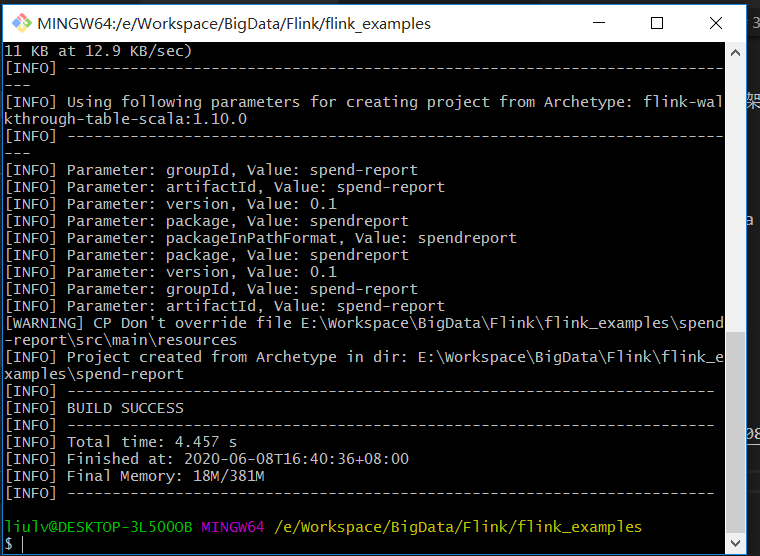 MINGW64:/e/Workspace/BigData/Flink/flink_examples
11 KB at 12.9 KB/sec)
[INFO] -------------------------------------------------------------------------
---
[INFO] Using following parameters for creating project from Archetype: flink-wal
kthrough-table-scala:1.10.0
[INFO] -------------------------------------------------------------------------
---
[INFO] Parameter: groupId, Value: spend-report
[INFO] Parameter: artifactId, Value: spend-report
[INFO] Parameter: version, Value: 0.1
[INFO] Parameter: package, Value: spendreport
[INFO] Parameter: packageInPathFormat, Value: spendreport
[INFO] Parameter: package, Value: spendreport
[INFO] Parameter: version, Value: 0.1
[INFO] Parameter: groupId, Value: spend-report
[INFO] Parameter: artifactId, Value: spend-report
[WARNING] CP Don't override file E:\Workspace\BigData\Flink\flink_examples\spend
-report\src\main\resources
[INFO] Project created from Archetype in dir: E:\Workspace\BigData\Flink\flink_e
xamples\spend-report
[INFO] ------------------------------------------------------------------------
[INFO] BUILD SUCCESS
[INFO] ------------------------------------------------------------------------
[INFO] Total time: 4.457 s
[INFO] Finished at: 2020-06-08T16:40:36+08:00
[INFO] Final Memory: 18M/381M
[INFO] ------------------------------------------------------------------------
liulv@DESKTOP-3L500OB MINGW64 /e/Workspace/BigData/Flink/flink_examples
$